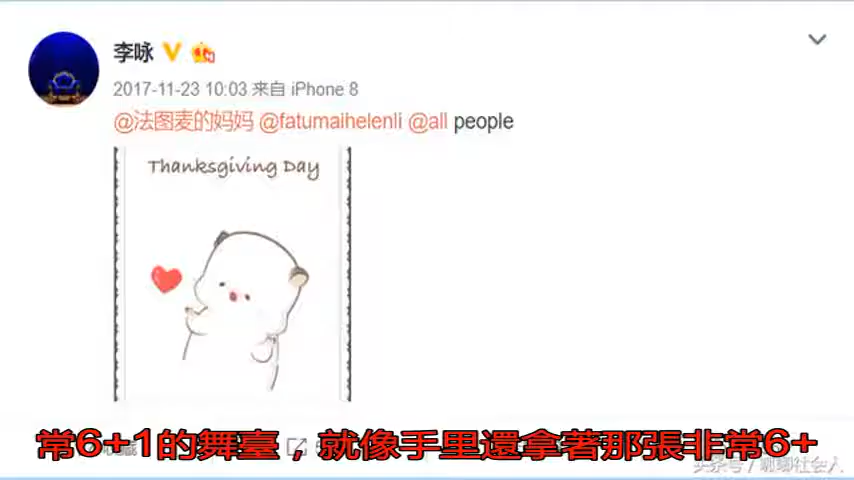 李咏
2017-11-23 10:03 来自 iPhone 8
@法图麦的妈妈 @fatumaihelenli @all people
Thanksgiving Day
常6+1的舞臺，就像手里還拿著那張非常6+